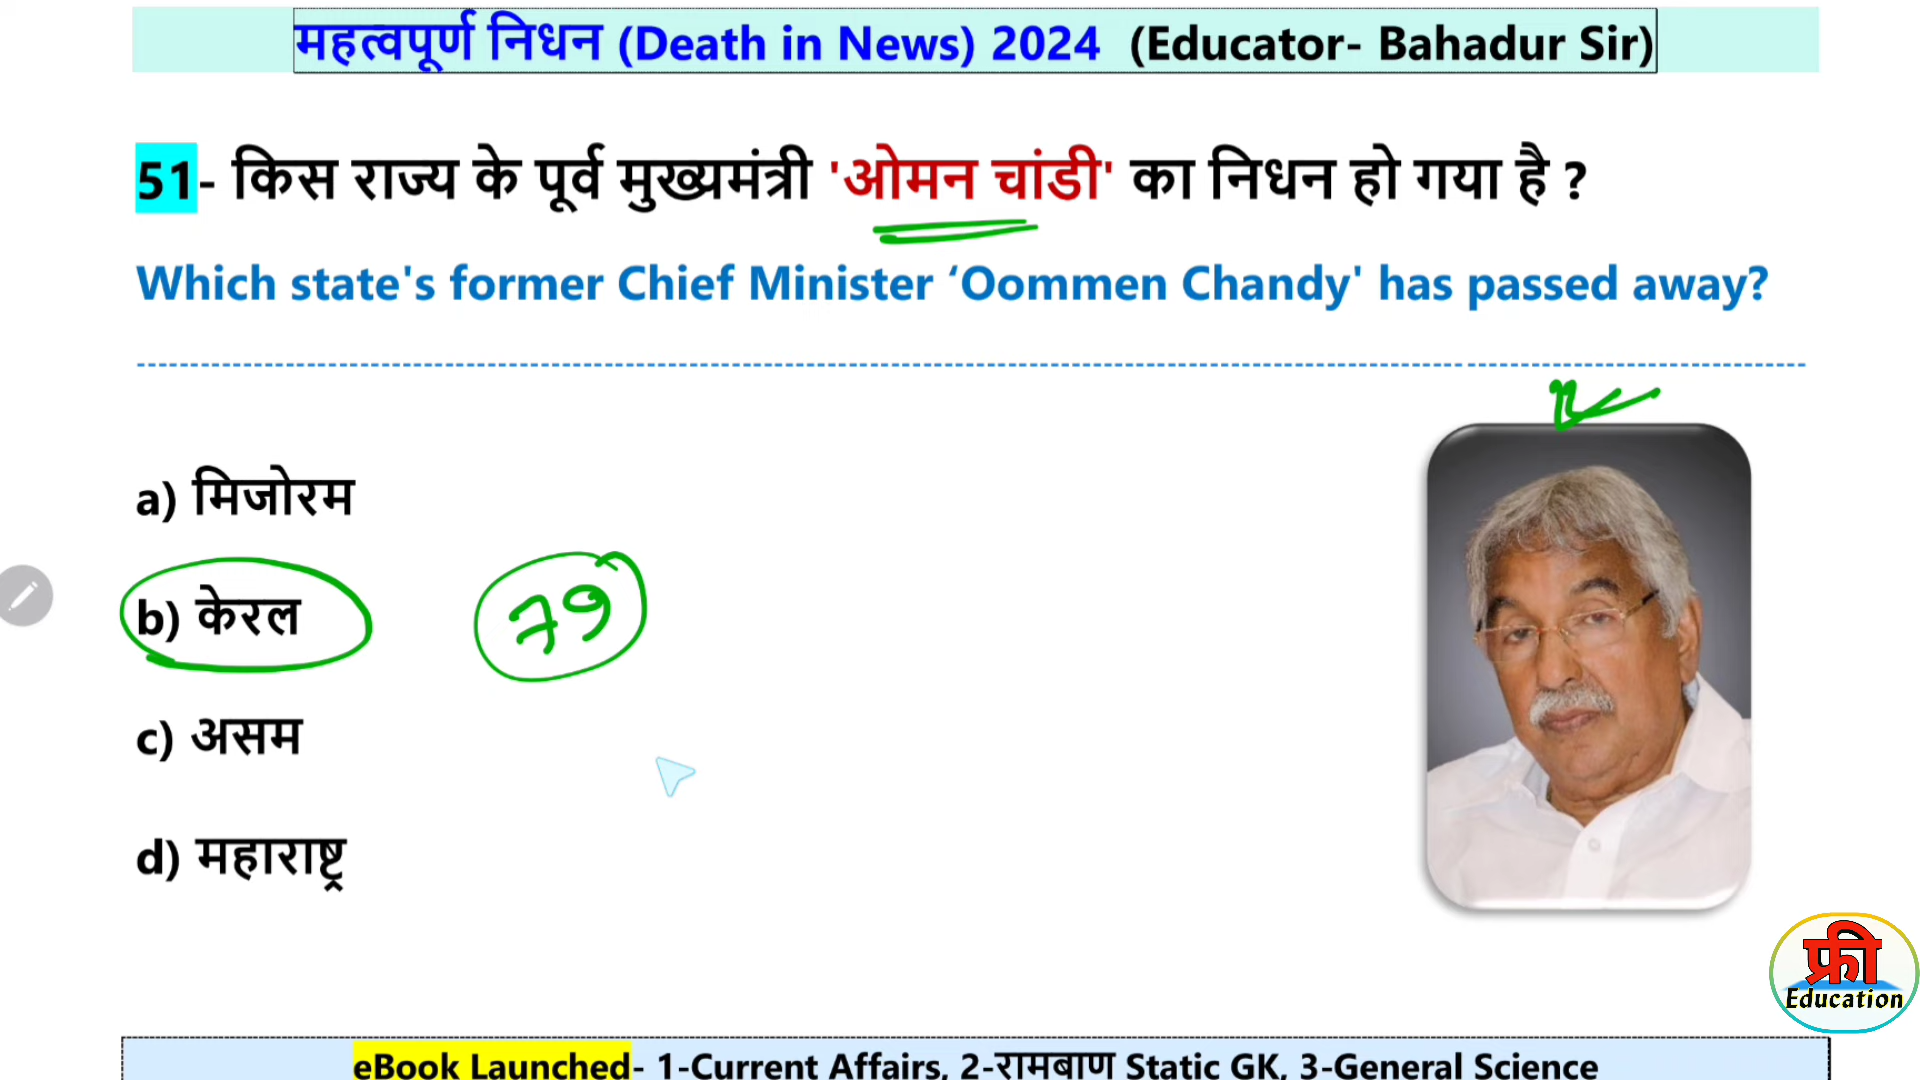 महत्वपूर्ण निधन (Death in News) 2024 (Educator- Bahadur Sir)
51- किस राज्य के पूर्व मुख्यमंत्री 'ओमन चांडी' का निधन हो गया है ?
Which state's former Chief Minister ‘Oommen Chandy' has passed away?
a) मिजोरम
b) केरल
79
c) असम
d) महाराष्ट्र
फ्री
Education
eBook Launched- 1-Current Affairs, 2-रामबाण Static GK, 3-General Science